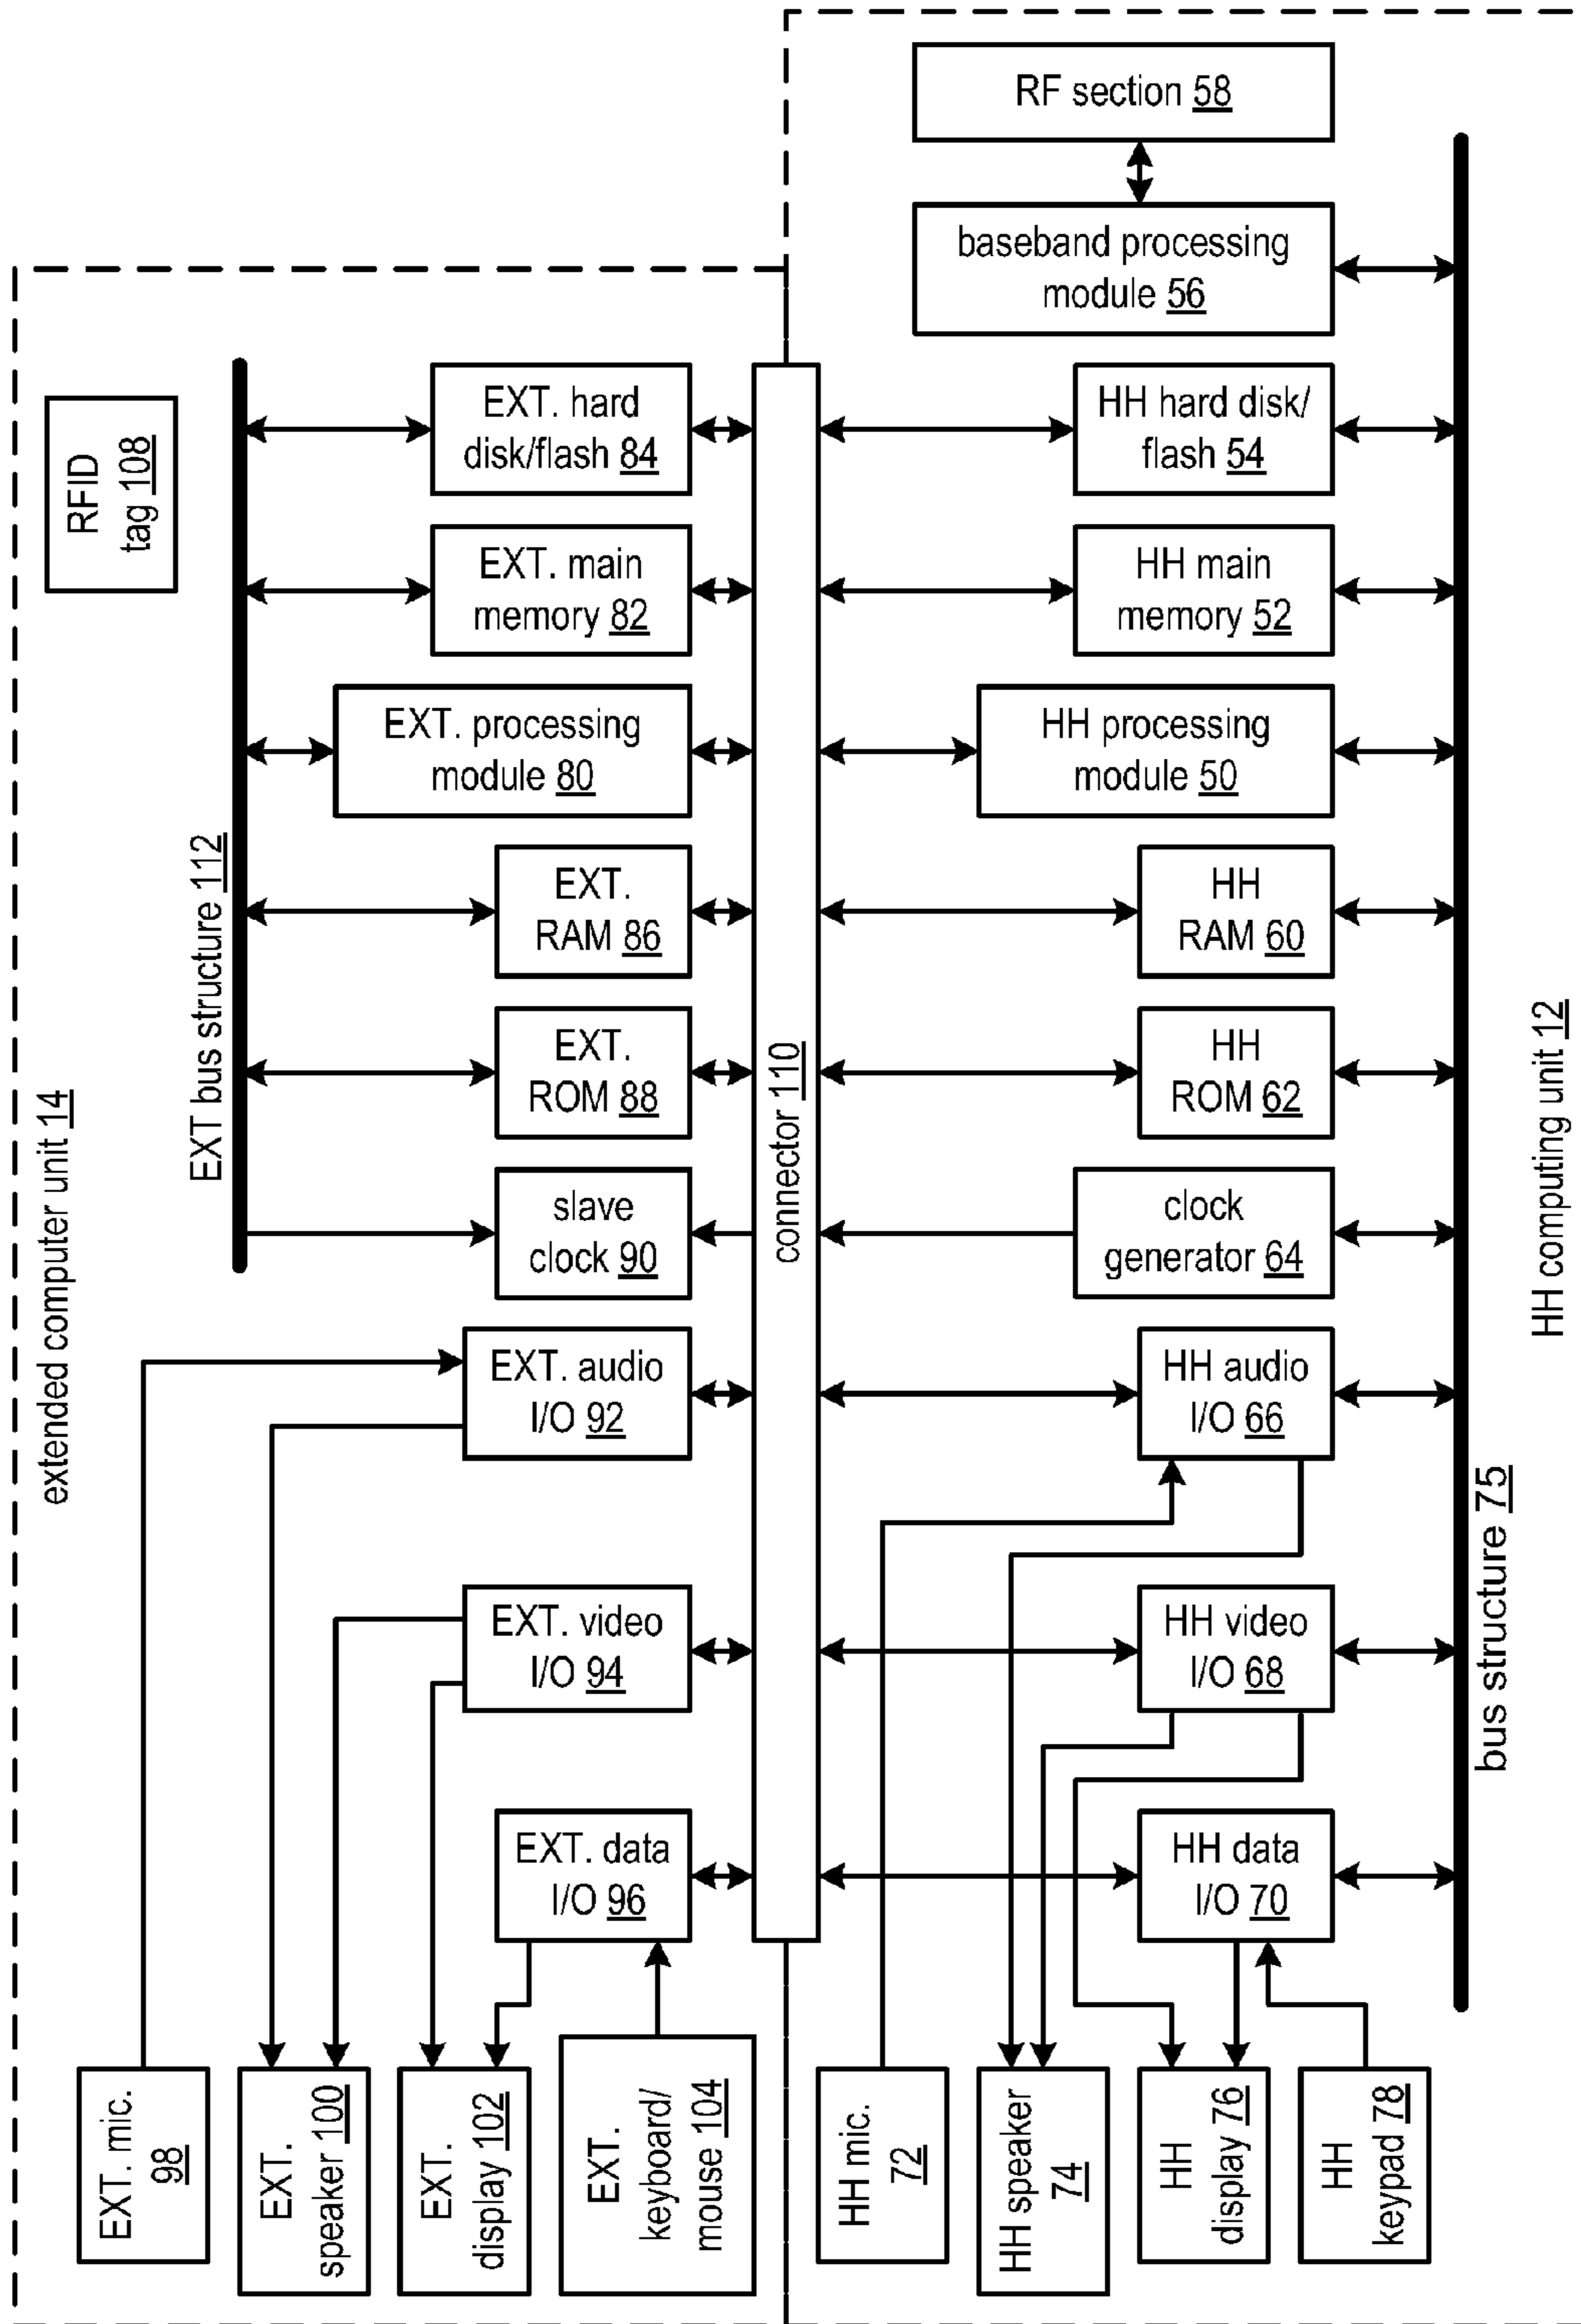 extended computer unit 14
EXT bus structure 112
RFID
tag 108
EXT. mic.
98
EXT.
speaker 100
EXT.
display 102
EXT.
keyboard/
mouse 104
EXT. data
I/O 96
EXT. video
I/O 94
EXT. audio
I/O 92
slave
clock 90
EXT.
ROM 88
EXT.
RAM 86
EXT. processing
module 80
EXT. main
memory 82
EXT. hard
disk/flash 84
connector 110
HH mic.
72
HH speaker
74
HH
display 76
HH
keypad 78
HH data
I/O 70
HH video
I/O 68
HH audio
I/O 66
clock
generator 64
HH
ROM 62
HH
RAM 60
HH processing
module 50
HH main
memory 52
HH hard disk/
flash 54
baseband processing
module 56
RF section 58
bus structure 75
HH computing unit 12